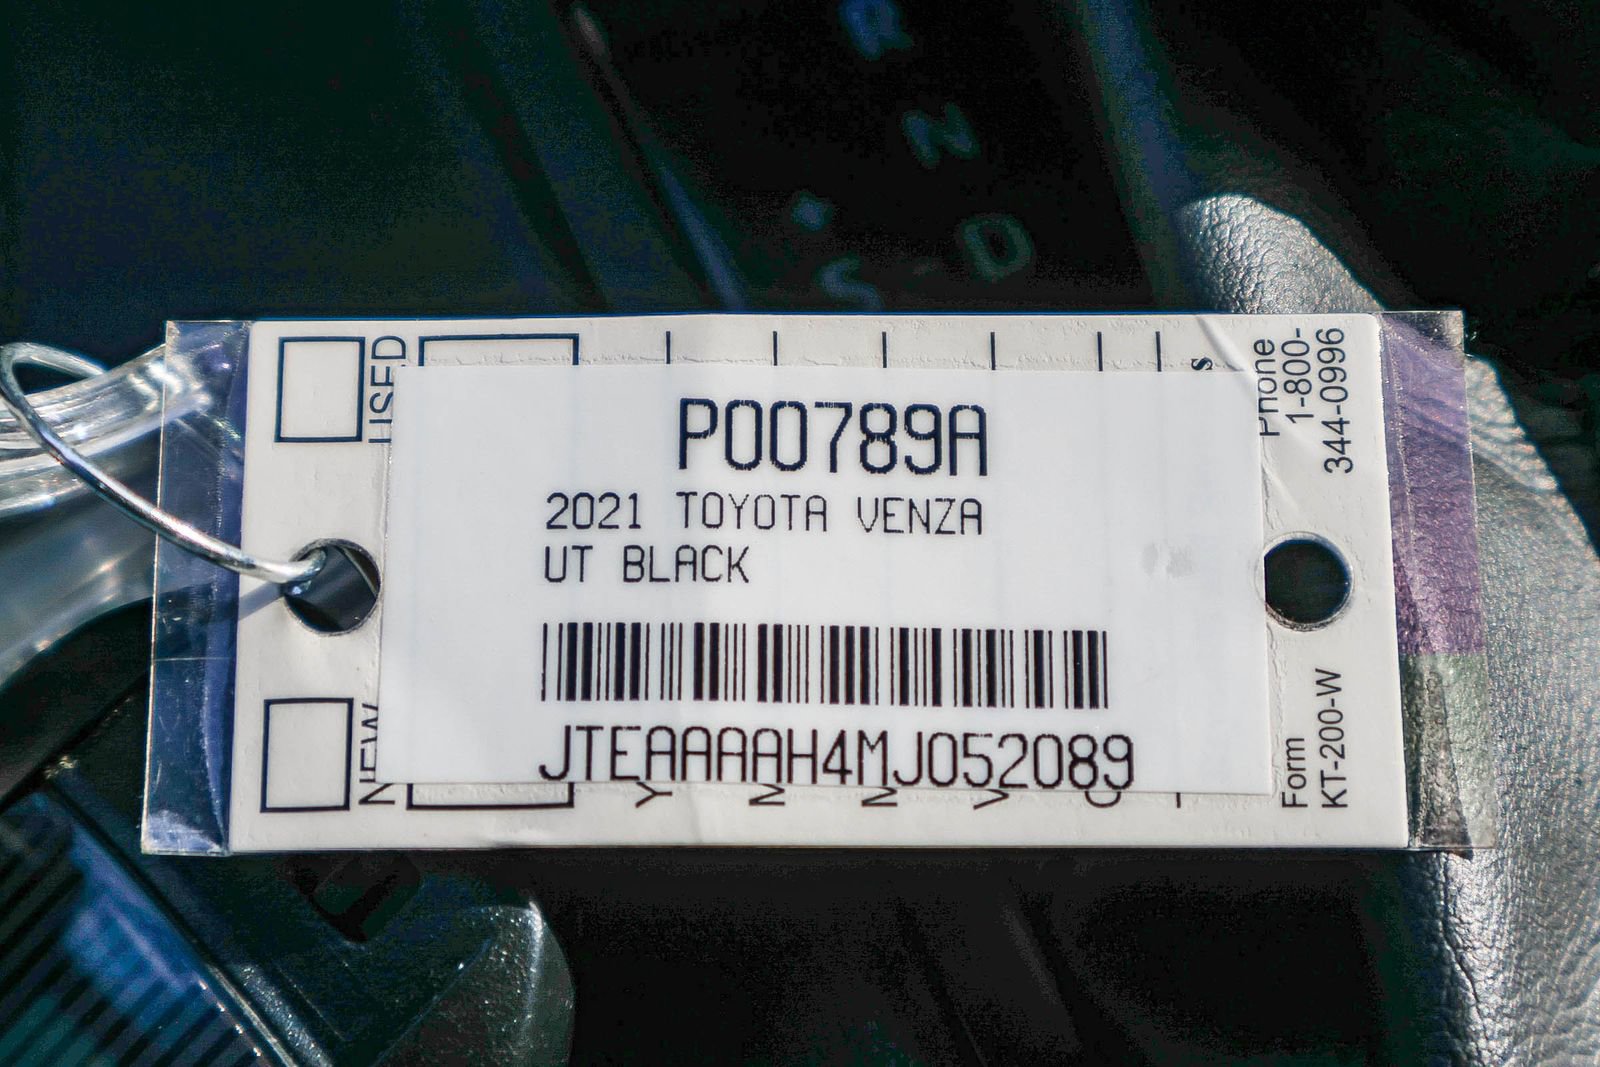 R
N
D
+
S
USED
P00789A
2021 TOYOTA VENZA
UT BLACK
JTEAAAAH4MJ052089
NEW
Phone
1-800-
344-0996
Form
KT-200-W